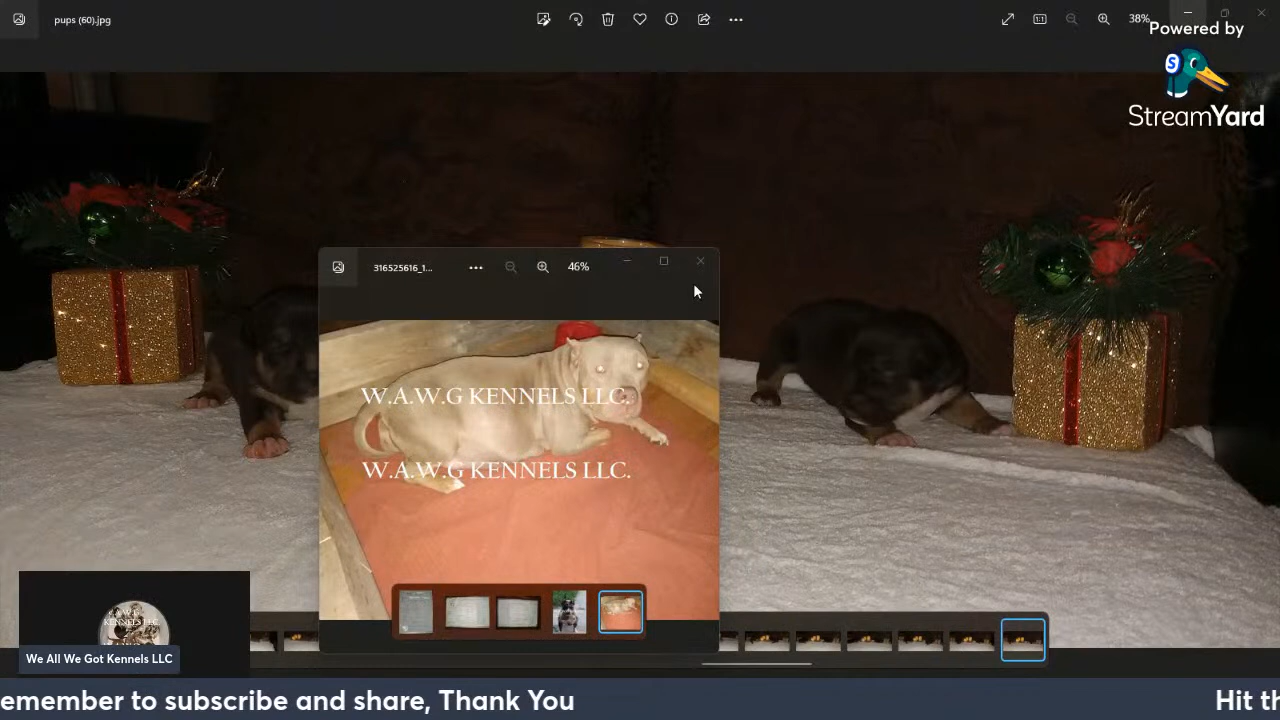 pups (60).jpg
38%
Powered by
S
StreamYard
316525616_1...
46%
W.A.W.G KENNELS LLC.
W.A.W.G KENNELS LLC.
We All We Got Kennels LLC
emember to subscribe and share, Thank You
Hit th